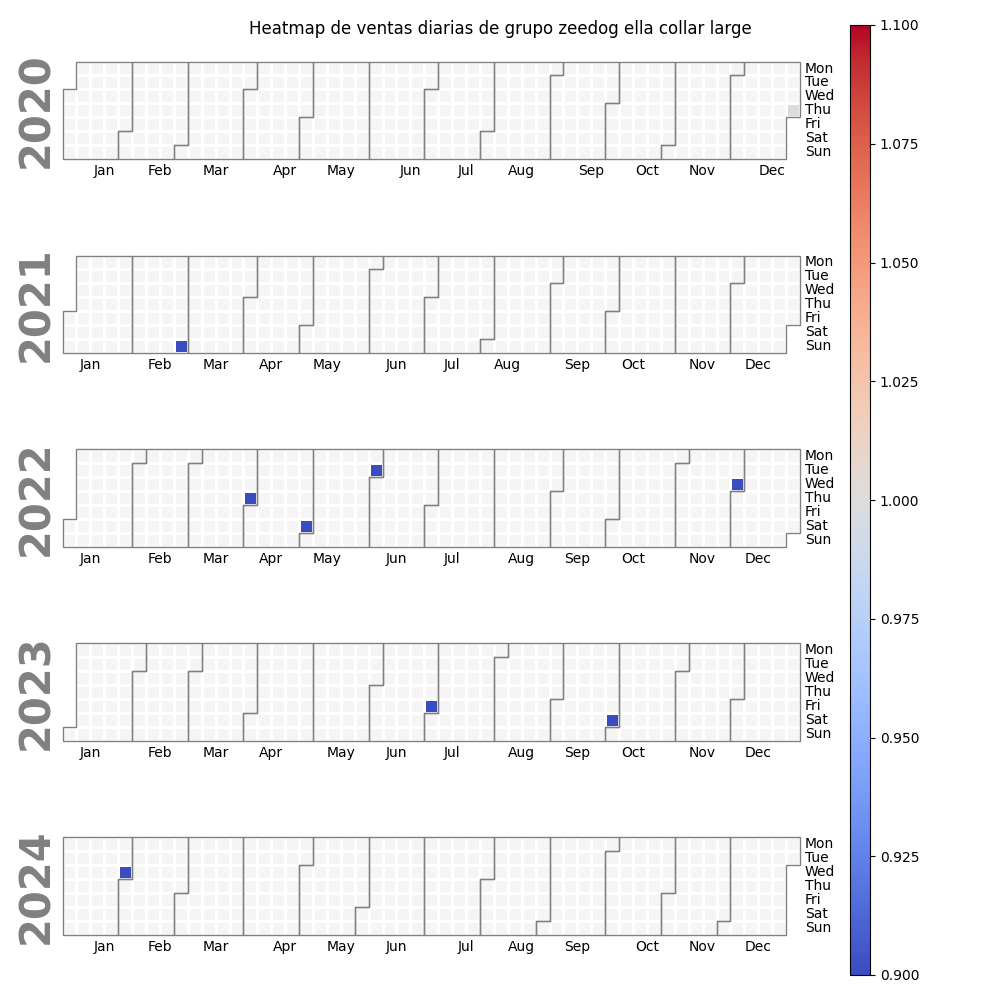 Heatmap de ventas diarias de grupo zeedog ella collar large
2020
Mon
Tue
Wed
Thu
Fri
Sat
Sun
Jan Feb Mar Apr May Jun Jul Aug Sep Oct Nov Dec
2021
Mon
Tue
Wed
Thu
Fri
Sat
Sun
Jan Feb Mar Apr May Jun Jul Aug Sep Oct Nov Dec
2022
Mon
Tue
Wed
Thu
Fri
Sat
Sun
Jan Feb Mar Apr May Jun Jul Aug Sep Oct Nov Dec
2023
Mon
Tue
Wed
Thu
Fri
Sat
Sun
Jan Feb Mar Apr May Jun Jul Aug Sep Oct Nov Dec
2024
Mon
Tue
Wed
Thu
Fri
Sat
Sun
Jan Feb Mar Apr May Jun Jul Aug Sep Oct Nov Dec
1.100
1.075
1.050
1.025
1.000
0.975
0.950
0.925
0.900